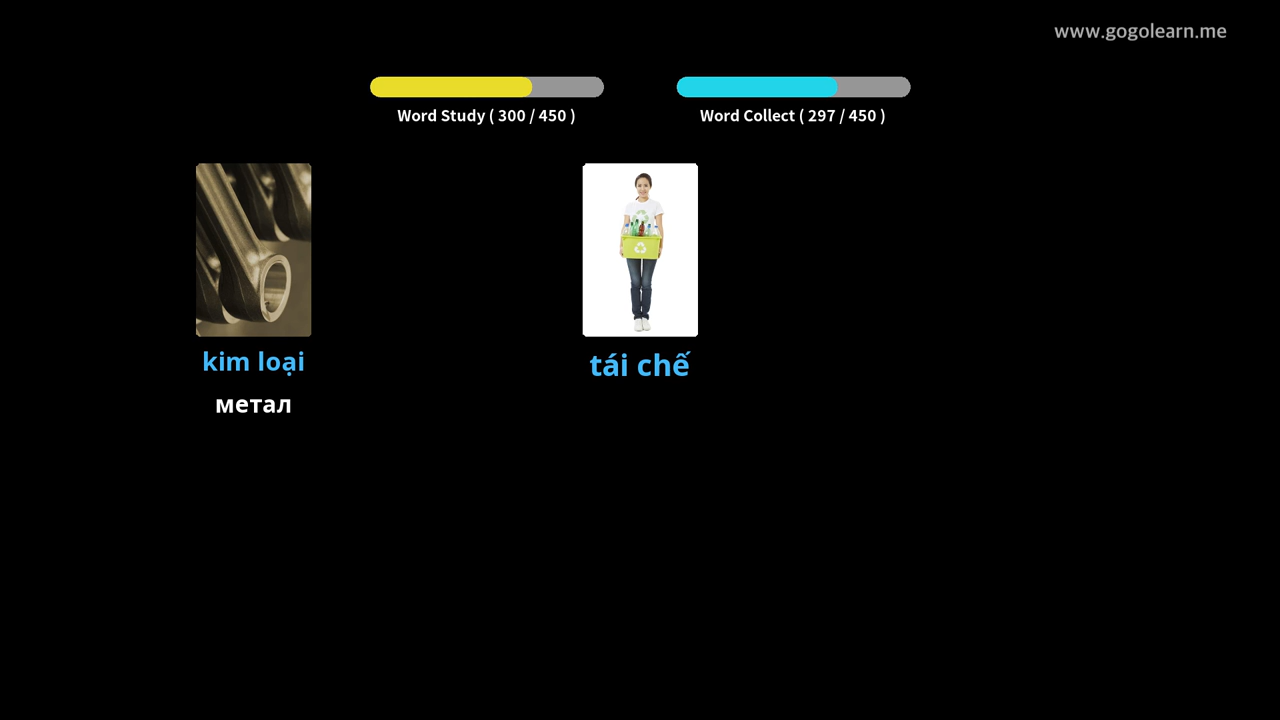 www.gogolearn.me
Word Study ( 300 / 450 )
Word Collect ( 297 / 450 )
kim loại
метал
tái chế